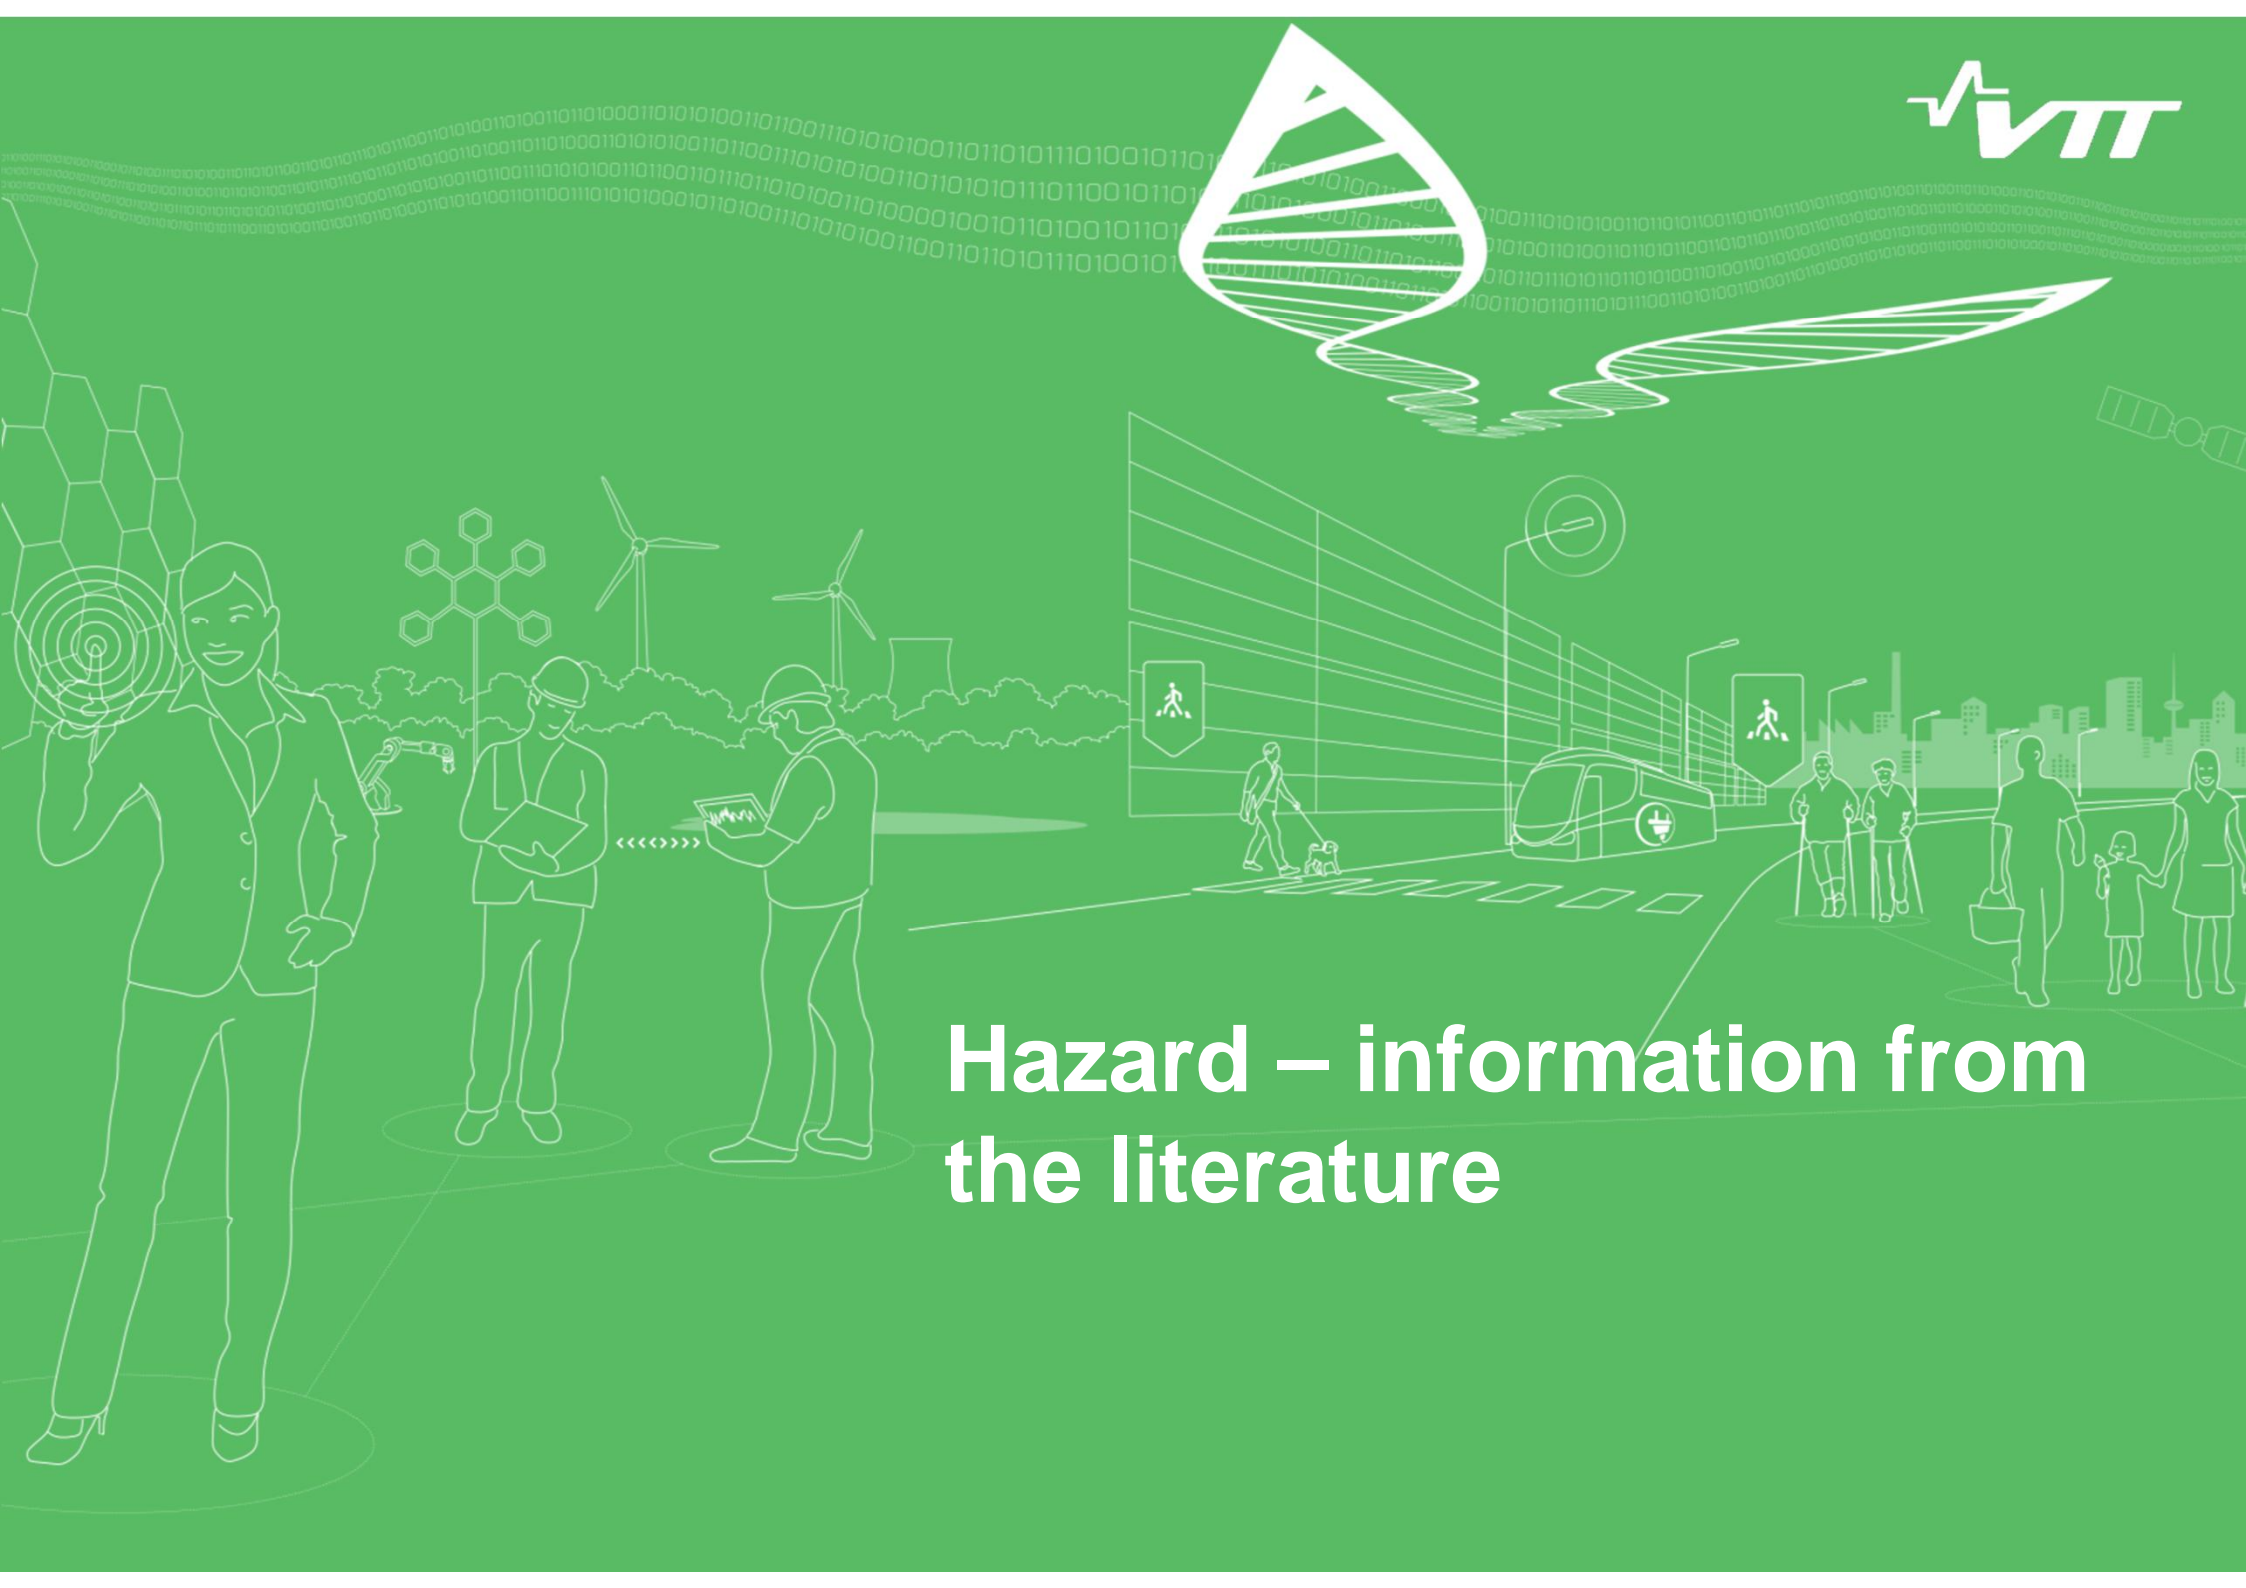 VTT
Hazard – information from
the literature